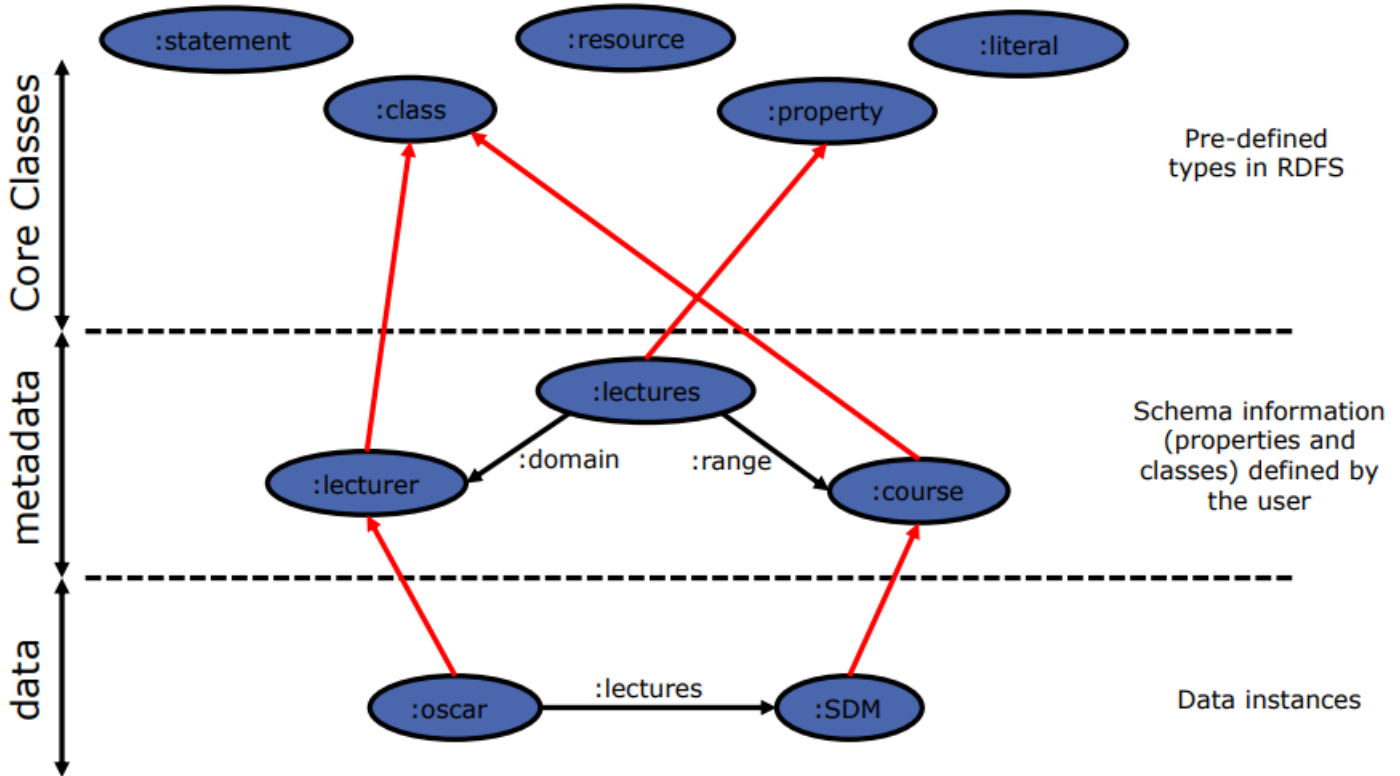 :statement
:resource
:literal
:class
:property
Core Classes
Pre-defined
types in RDFS
metadata
:lectures
:domain
:range
:lecturer
:course
Schema information
(properties and
classes) defined by
the user
data
:lectures
:oscar
:SDM
Data instances